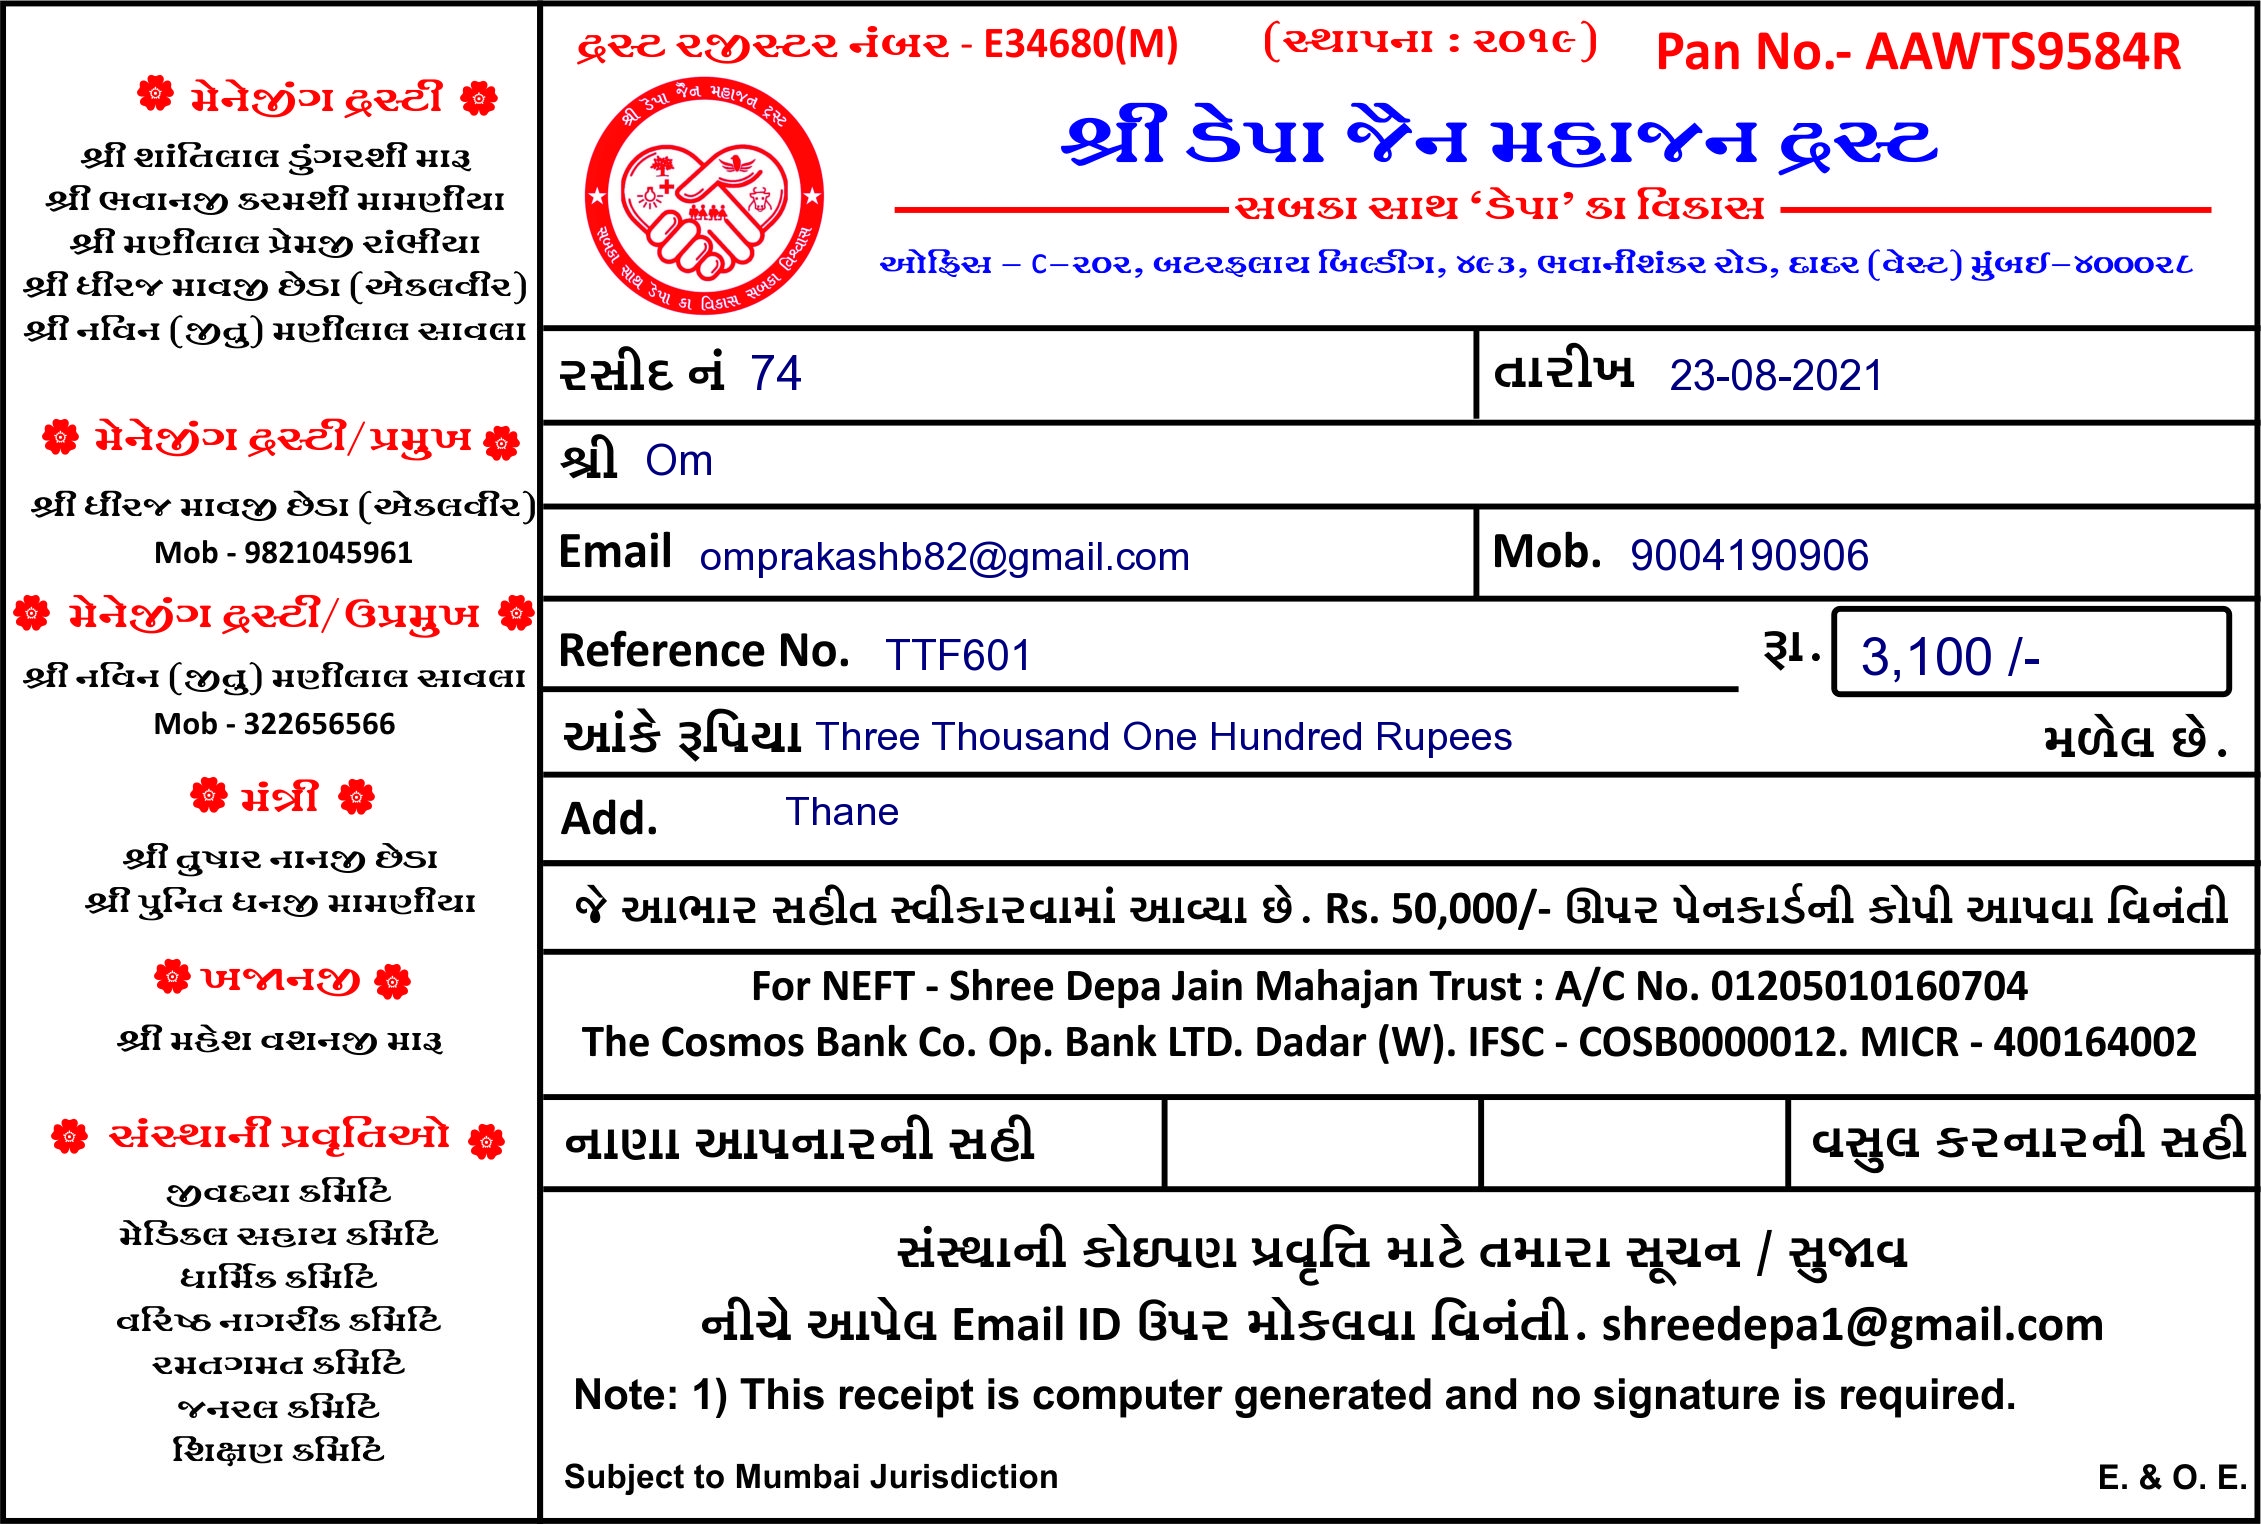 મેનેજીંગ ટ્રસ્ટી
શ્રી શાંતિલાલ ડુંગરશી મારૂ
શ્રી ભવાનજી કરમશી મામણીયા
શ્રી મણીલાલ પ્રેમજી રાંભીયા
શ્રી ધીરજ માવજી છેડા (એકલવીર)
શ્રી નવિન (જીતુ) મણીલાલ સાવલા
મેનેજીંગ ટ્રસ્ટી/પ્રમુખ
શ્રી ધીરજ માવજી છેડા (એકલવીર)
Mob - 9821045961
મેનેજીંગ ટ્રસ્ટી/ઉપ્રમુખ
શ્રી નવિન (જીતુ) મણીલાલ સાવલા
Mob - 322656566
મંત્રી
શ્રી તુષાર નાનજી છેડા
શ્રી પુનિત ધનજી મામણીયા
ખજાનજી
શ્રી મહેશ વશનજી મારૂ
સંસ્થાની પ્રવૃતિઓ
જીવદયા કમિટિ
મેડિકલ સહાય કમિટિ
ધાર્મિક કમિટિ
વરિષ્ઠ નાગરીક કમિટિ
રમતગમત કમિટિ
જનરલ કમિટિ
શિક્ષણ કમિટિ
ટ્રસ્ટ રજીસ્ટર નંબર - E34680(M) (સ્થાપના : ૨૦૧૯) Pan No.- AAWTS9584R
શ્રી ડેપા જૈન મહાજન ટ્રસ્ટ
સબકા સાથ ડેપા કા વિકાસ સબકા વિશ્વાસ
શ્રી ડેપા જૈન મહાજન ટ્રસ્ટ
સબકા સાથ ‘ડેપા’ કા વિકાસ
ઓફિસ – C–૨૦૨, બટરફલાય બિલ્ડીંગ, ૪૯૩, ભવાનીશંકર રોડ, દાદર (વેસ્ટ) મુંબઇ–૪૦૦૦૨૮
રસીદ નં 74 તારીખ 23-08-2021
શ્રી Om
Email omprakashb82@gmail.com Mob. 9004190906
Reference No. TTF601 રૂા. 3,100 /-
આંકે રૂપિયા Three Thousand One Hundred Rupees મળેલ છે.
Add. Thane
જે આભાર સહીત સ્વીકારવામાં આવ્યા છે. Rs. 50,000/- ઊપર પેનકાર્ડની કોપી આપવા વિનંતી
For NEFT - Shree Depa Jain Mahajan Trust : A/C No. 01205010160704
The Cosmos Bank Co. Op. Bank LTD. Dadar (W). IFSC - COSB0000012. MICR - 400164002
નાણા આપનારની સહી વસુલ કરનારની સહી
સંસ્થાની કોઇપણ પ્રવૃત્તિ માટે તમારા સૂચન / સુજાવ
નીચે આપેલ Email ID ઉપર મોકલવા વિનંતી. shreedepa1@gmail.com
Note: 1) This receipt is computer generated and no signature is required.
Subject to Mumbai Jurisdiction E. & O. E.